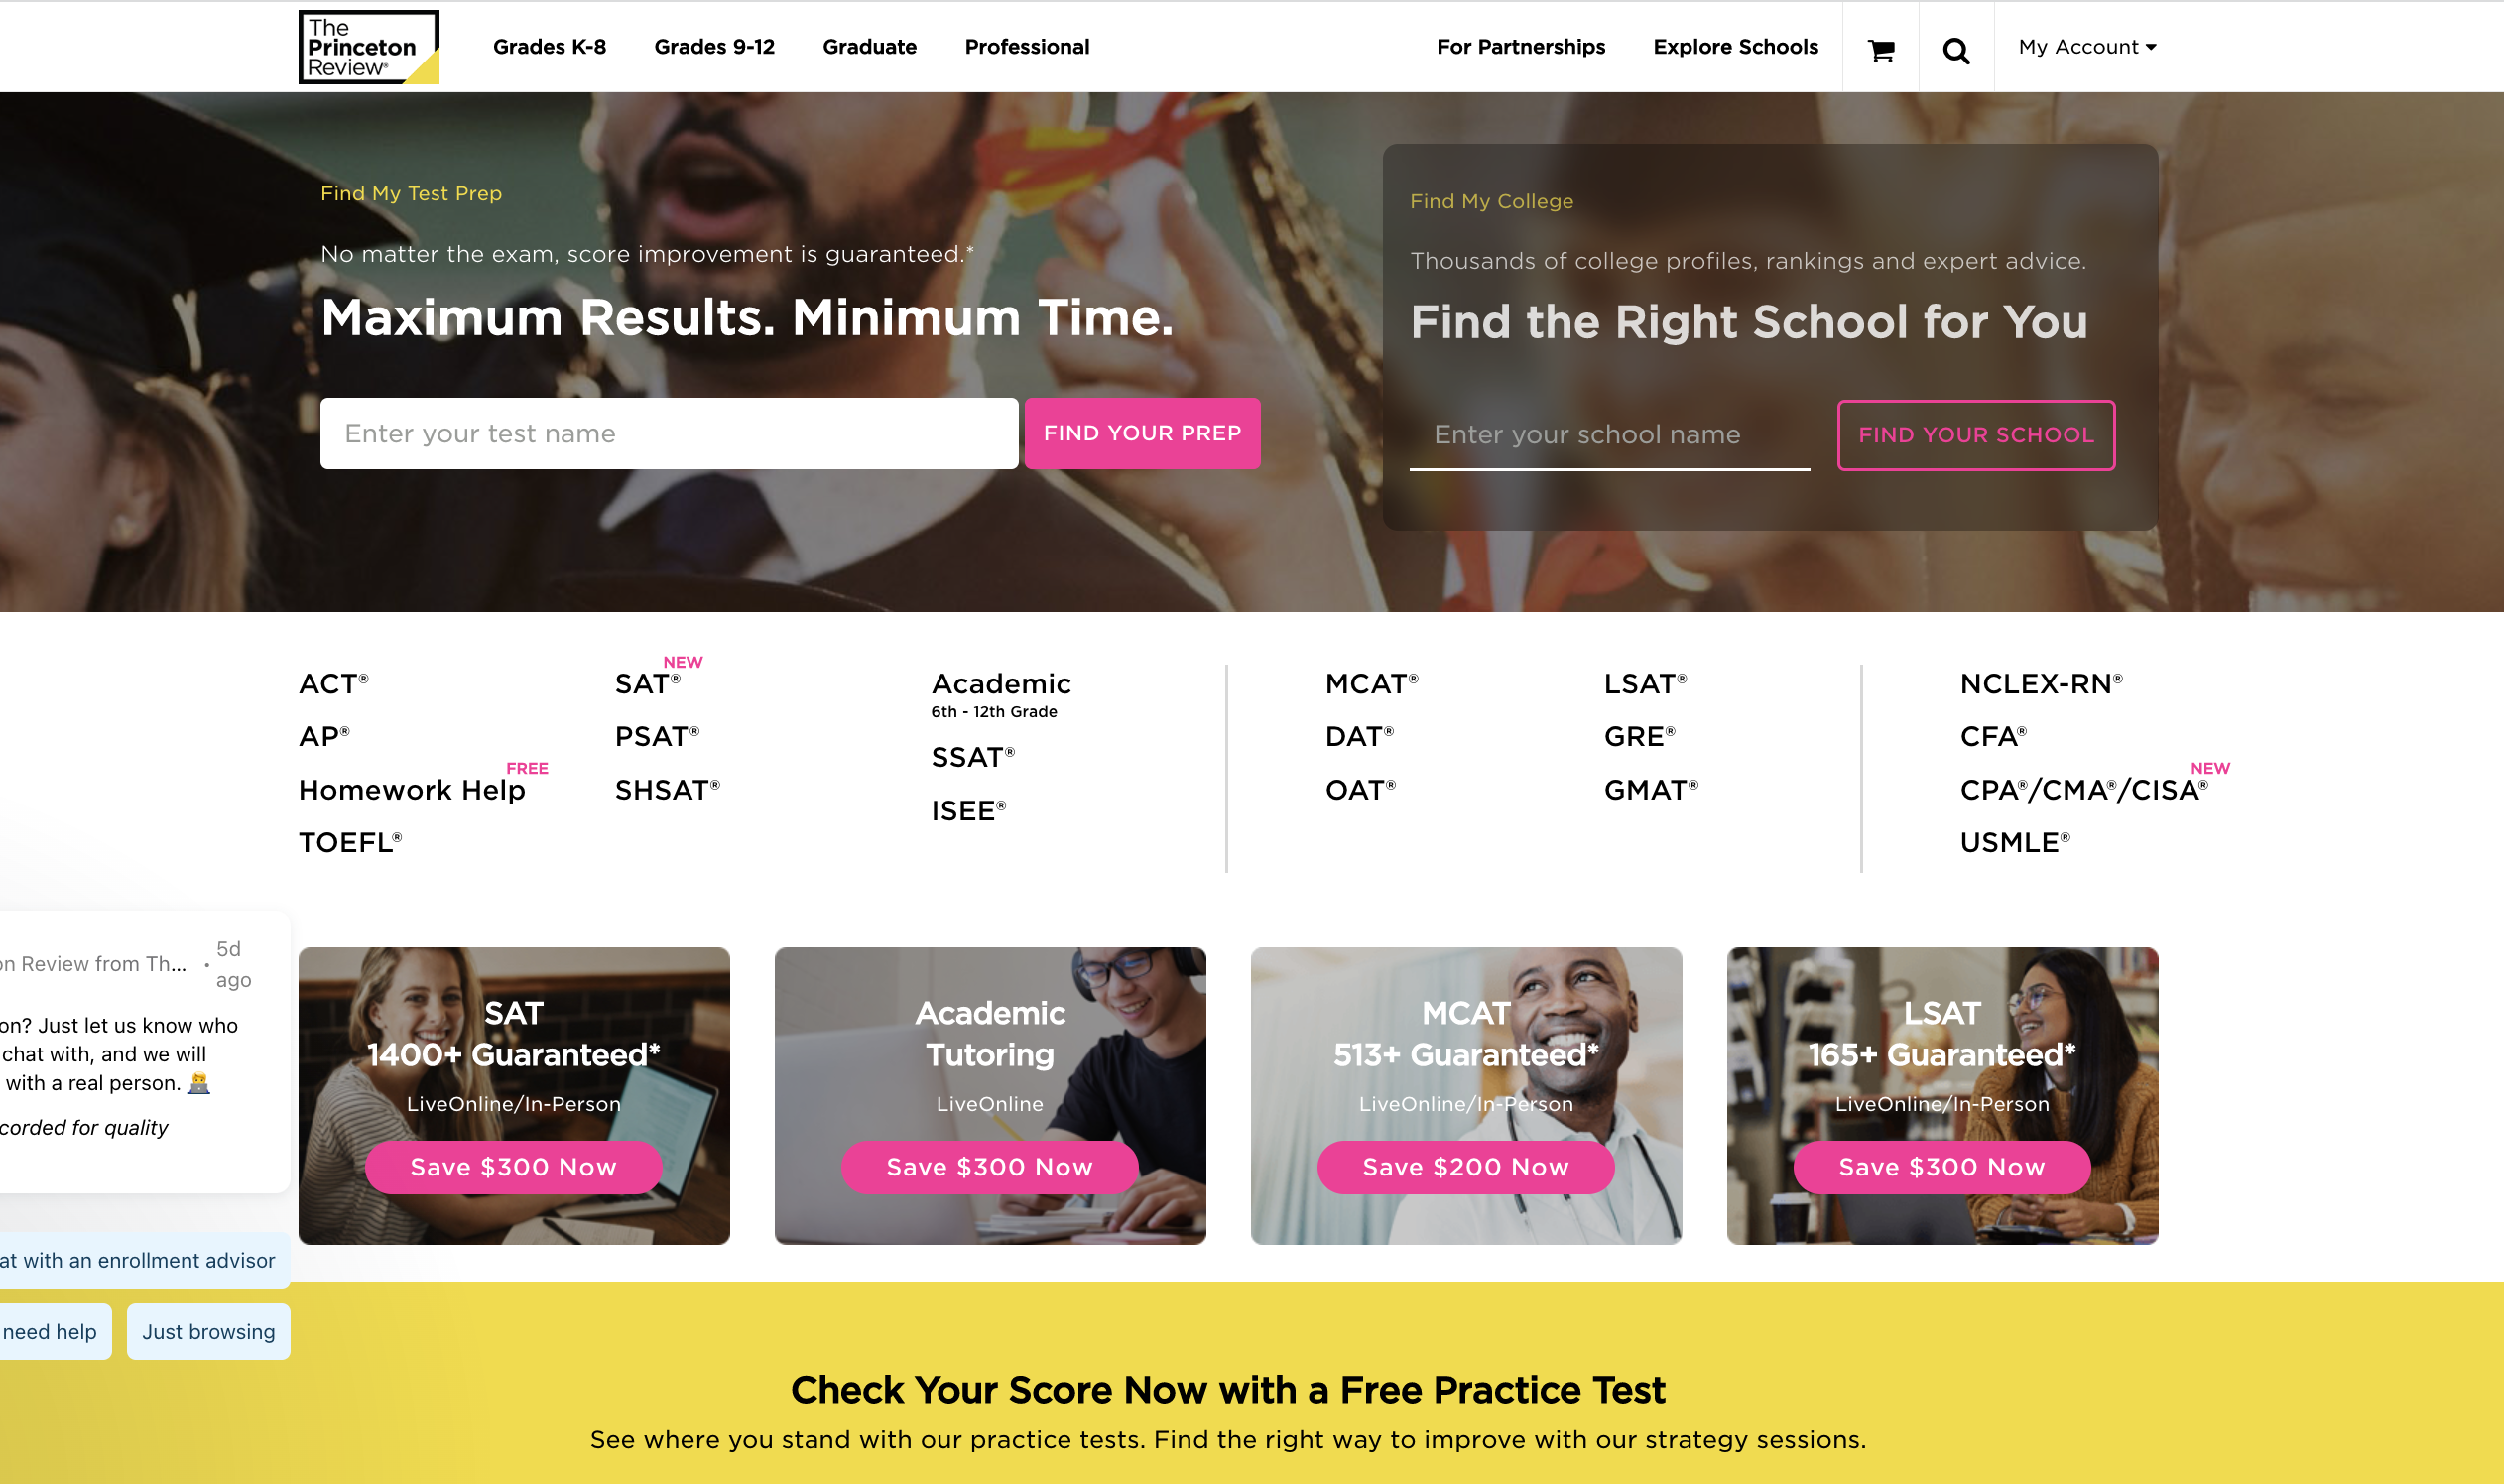 The
Princeton
Review®
Grades K-8
Grades 9-12
Graduate
Professional
For Partnerships
Explore Schools
My Account
Find My Test Prep
No matter the exam, score improvement is guaranteed.*
Maximum Results. Minimum Time.
Enter your test name
FIND YOUR PREP
Find My College
Thousands of college profiles, rankings and expert advice.
Find the Right School for You
Enter your school name
FIND YOUR SCHOOL
ACT®
AP®
Homework Help FREE
TOEFL®
SAT® NEW
PSAT®
SHSAT®
Academic
6th - 12th Grade
SSAT®
ISEE®
MCAT®
DAT®
OAT®
LSAT®
GRE®
GMAT®
NCLEX-RN®
CFA®
CPA®/CMA®/CISA® NEW
USMLE®
on Review from Th... • 5d ago
on? Just let us know who
chat with, and we will
with a real person. 🧑‍💻
corded for quality
at with an enrollment advisor
need help
Just browsing
SAT
1400+ Guaranteed*
LiveOnline/In-Person
Save $300 Now
Academic
Tutoring
LiveOnline
Save $300 Now
MCAT
513+ Guaranteed*
LiveOnline/In-Person
Save $200 Now
LSAT
165+ Guaranteed*
LiveOnline/In-Person
Save $300 Now
Check Your Score Now with a Free Practice Test
See where you stand with our practice tests. Find the right way to improve with our strategy sessions.